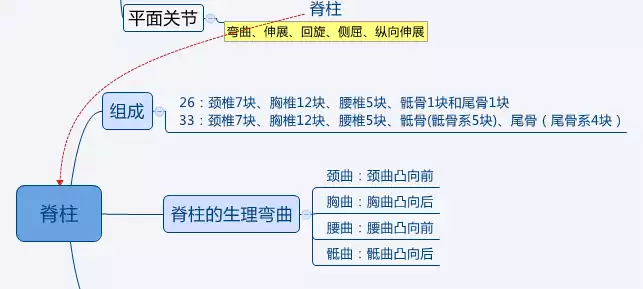 脊柱
平面关节
弯曲、伸展、回旋、侧屈、纵向伸展
组成
26：颈椎7块、胸椎12块、腰椎5块、骶骨1块和尾骨1块
33：颈椎7块、胸椎12块、腰椎5块、骶骨(骶骨系5块)、尾骨（尾骨系4块）
脊柱
脊柱的生理弯曲
颈曲：颈曲凸向前
胸曲：胸曲凸向后
腰曲：腰曲凸向前
骶曲：骶曲凸向后